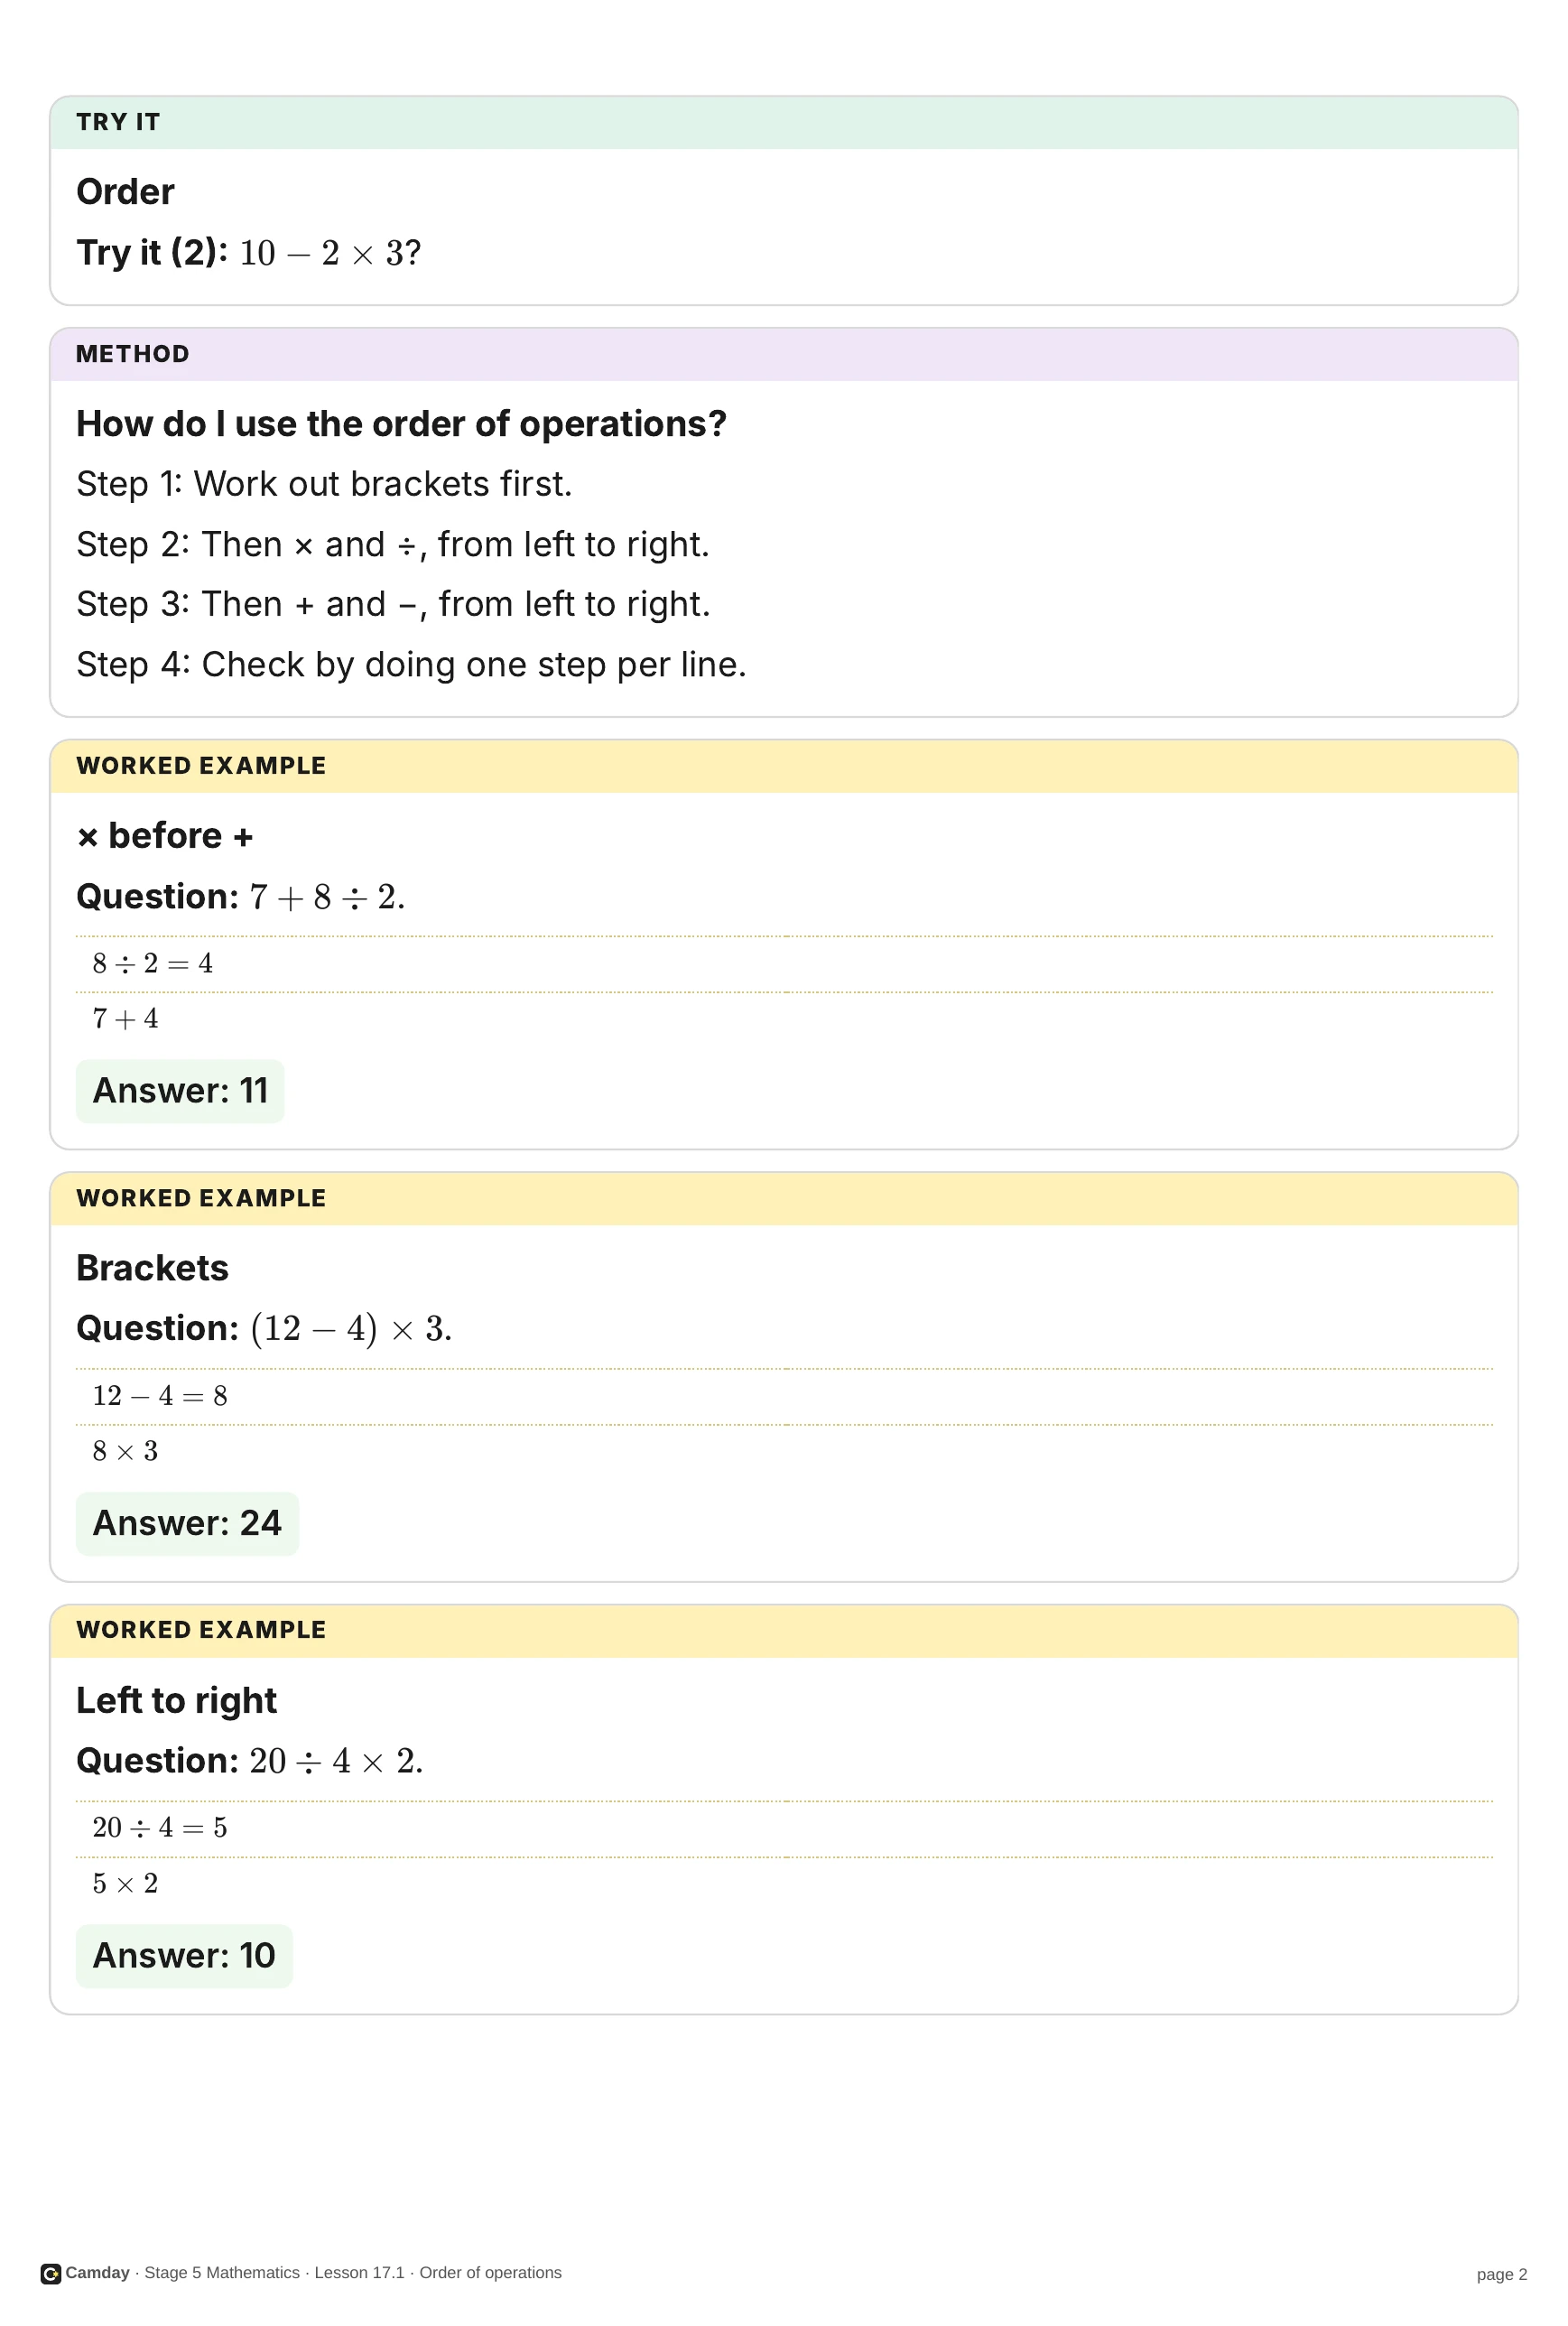 TRY IT
Order
Try it (2): 10 − 2 × 3?
METHOD
How do I use the order of operations?
Step 1: Work out brackets first.
Step 2: Then × and ÷, from left to right.
Step 3: Then + and −, from left to right.
Step 4: Check by doing one step per line.
WORKED EXAMPLE
× before +
Question: 7 + 8 ÷ 2.
8 ÷ 2 = 4
7 + 4
Answer: 11
WORKED EXAMPLE
Brackets
Question: (12 − 4) × 3.
12 − 4 = 8
8 × 3
Answer: 24
WORKED EXAMPLE
Left to right
Question: 20 ÷ 4 × 2.
20 ÷ 4 = 5
5 × 2
Answer: 10
Camday · Stage 5 Mathematics · Lesson 17.1 · Order of operations
page 2